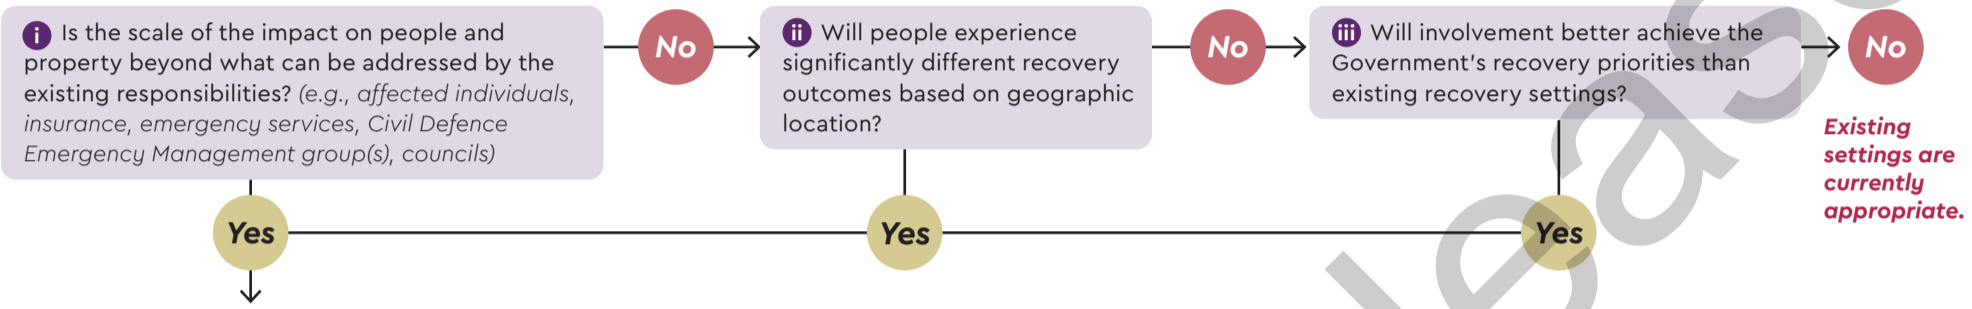 i Is the scale of the impact on people and
property beyond what can be addressed by the
existing responsibilities? (e.g., affected individuals,
insurance, emergency services, Civil Defence
Emergency Management group(s), councils)
No
ii Will people experience
significantly different recovery
outcomes based on geographic
location?
No
iii Will involvement better achieve the
Government's recovery priorities than
existing recovery settings?
No
Existing
settings are
currently
appropriate.
Yes
Yes
Yes